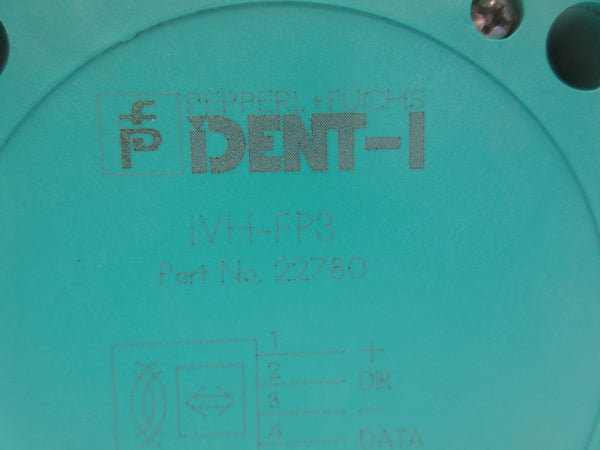 PEPPERL+FUCHS
IDENT-I
IVH-FP3
Part No. 22780
1 +
2 DIR
3 -
4 DATA